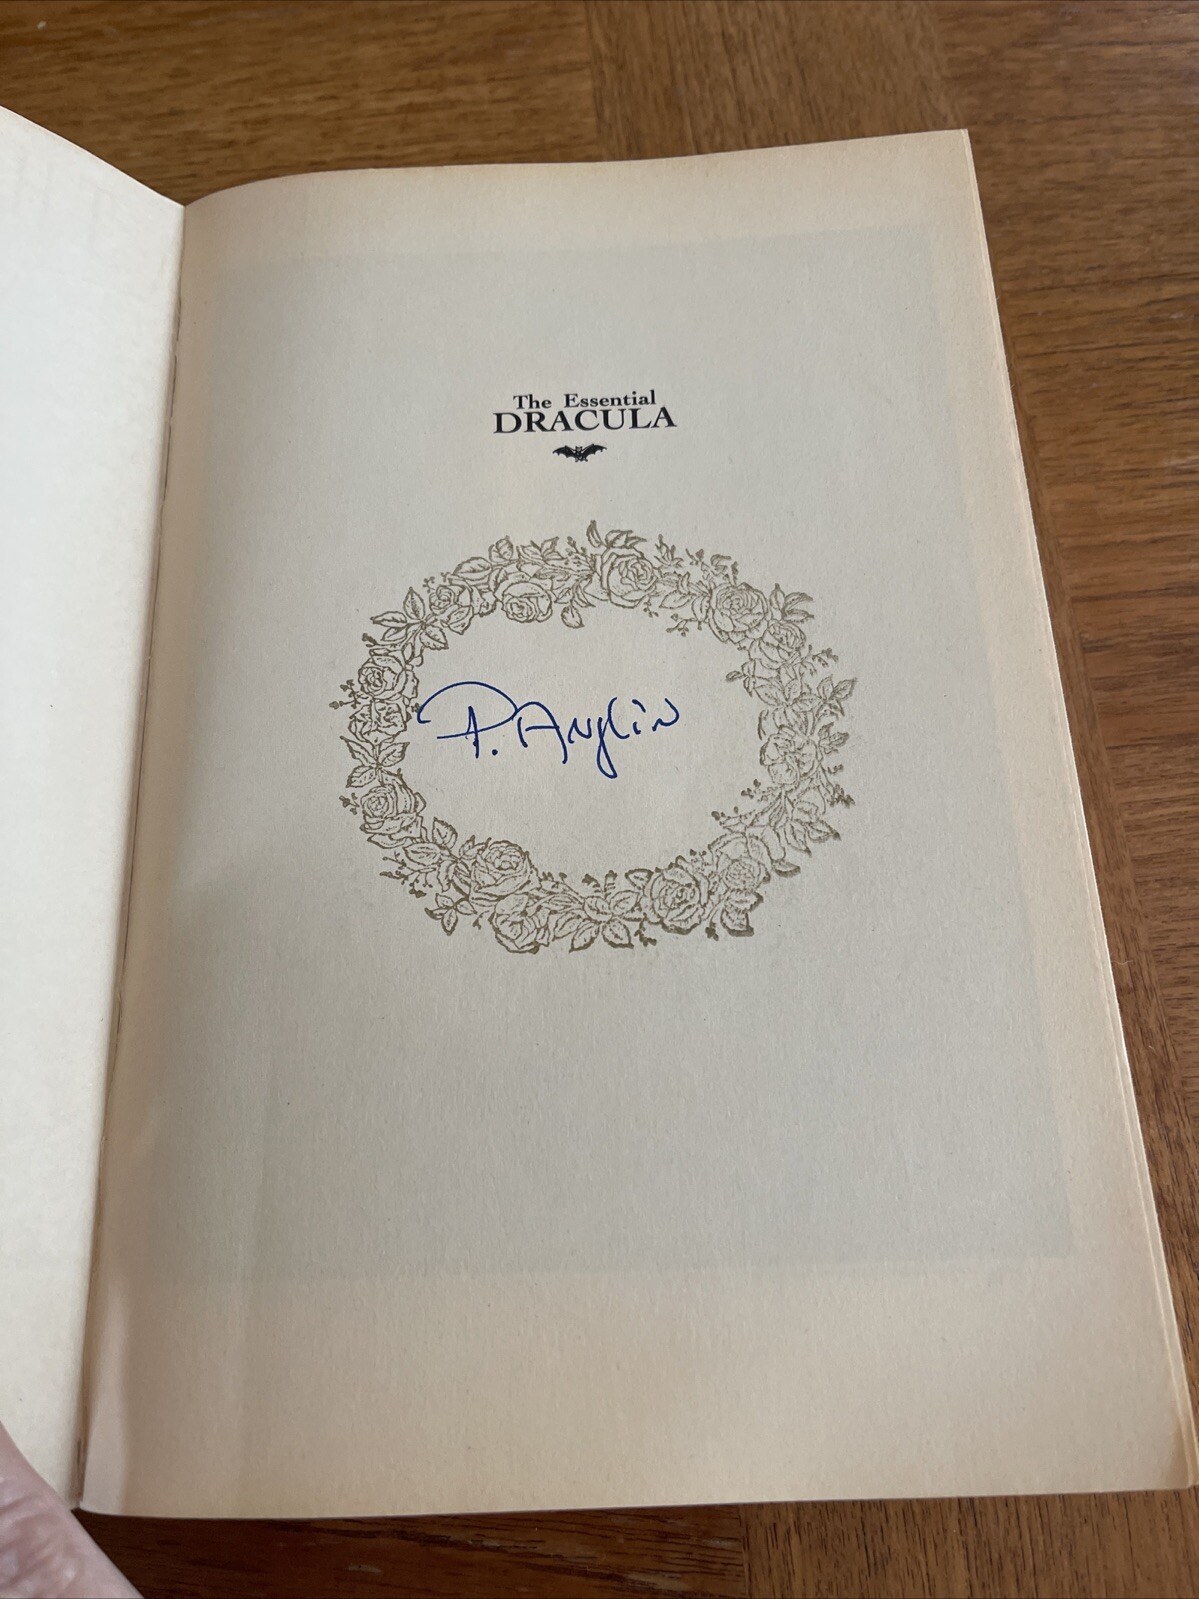 The Essential
DRACULA
P. Anglin